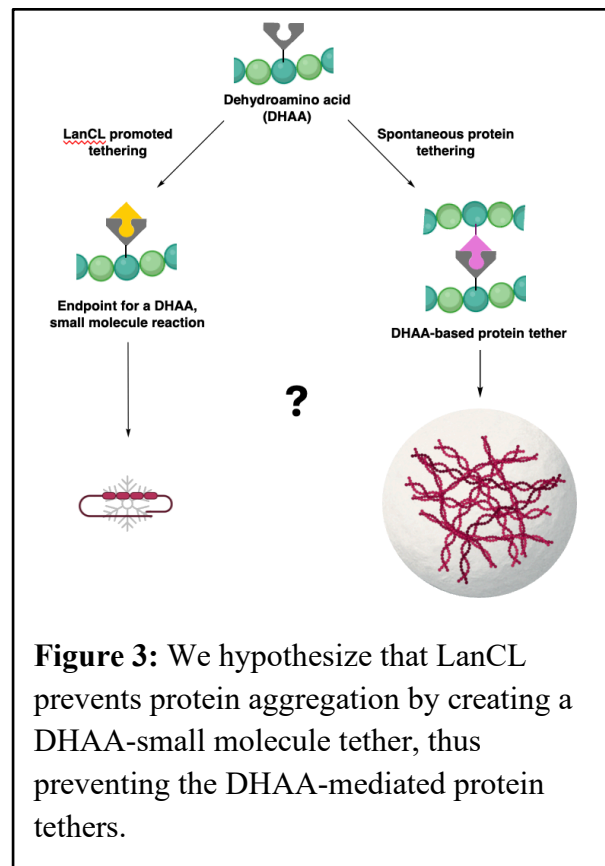 Dehydroamino acid
(DHAA)
LanCL promoted
tethering
Spontaneous protein
tethering
Endpoint for a DHAA,
small molecule reaction
DHAA-based protein tether
?
Figure 3: We hypothesize that LanCL
prevents protein aggregation by creating a
DHAA-small molecule tether, thus
preventing the DHAA-mediated protein
tethers.